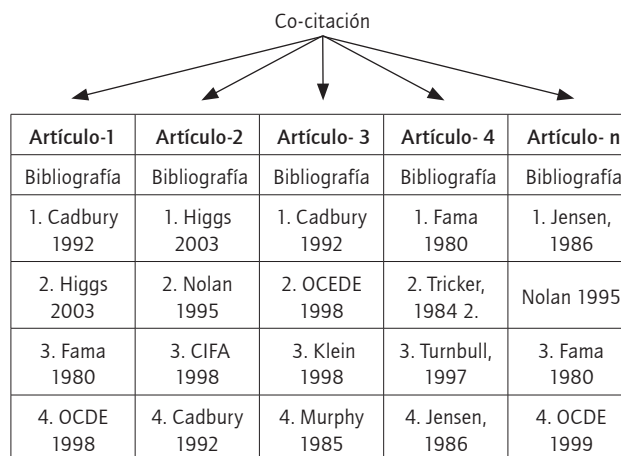 Co-citación
Artículo-1 Artículo-2 Artículo- 3 Artículo- 4 Artículo- n
Bibliografía Bibliografía Bibliografía Bibliografía Bibliografía
1. Cadbury 1. Higgs 1. Cadbury 1. Fama 1. Jensen,
1992 2003 1992 1980 1986
2. Higgs 2. Nolan 2. OCEDE 2. Tricker, Nolan 1995
2003 1995 1998 1984 2.
3. Fama 3. CIFA 3. Klein 3. Turnbull, 3. Fama
1980 1998 1998 1997 1980
4. OCDE 4. Cadbury 4. Murphy 4. Jensen, 4. OCDE
1998 1992 1985 1986 1999